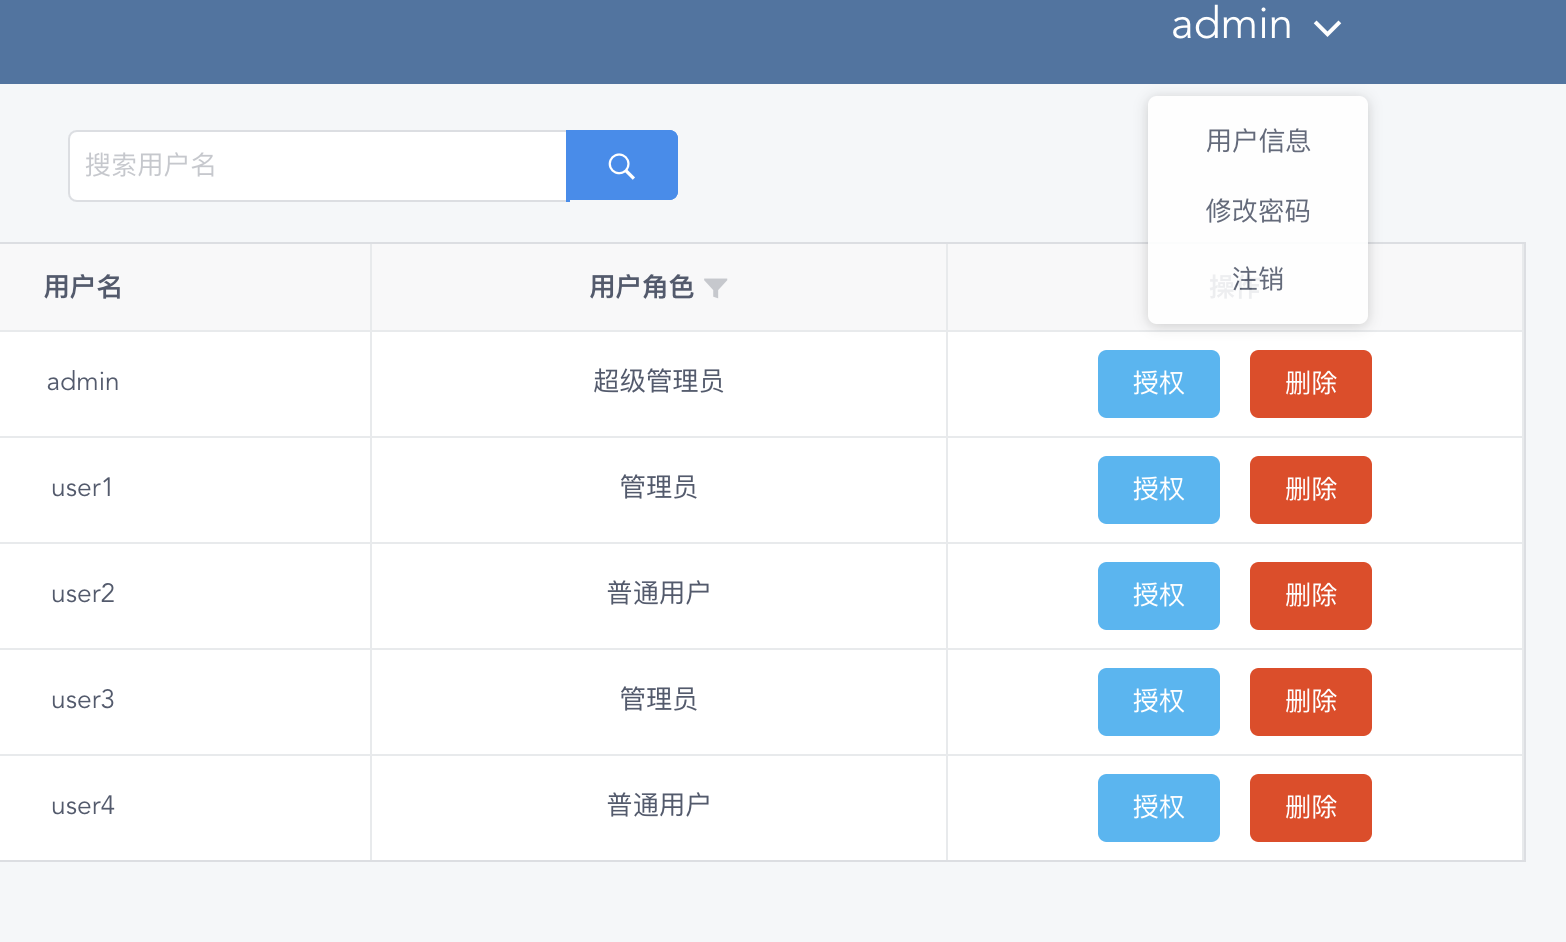 admin
用户信息
搜索用户名
修改密码
注销
用户名 用户角色 操作
admin 超级管理员 授权 删除
user1 管理员 授权 删除
user2 普通用户 授权 删除
user3 管理员 授权 删除
user4 普通用户 授权 删除